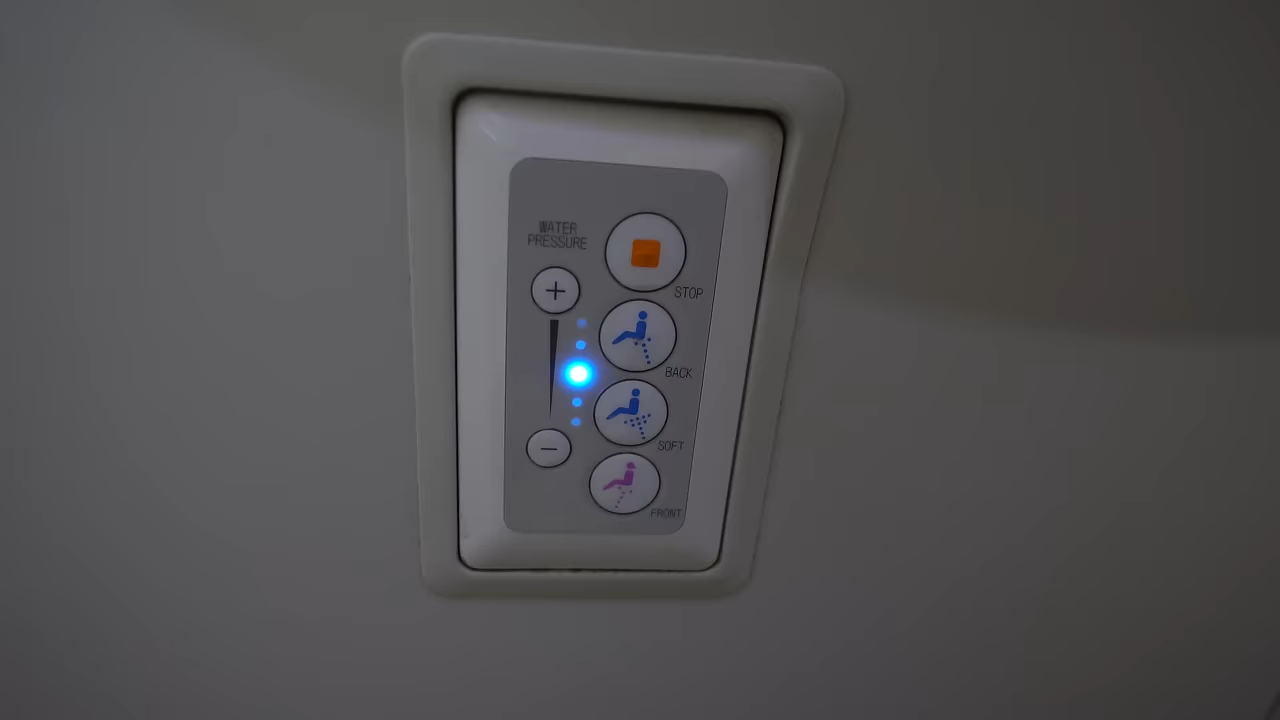 WATER
PRESSURE
+
−
STOP
BACK
SOFT
FRONT